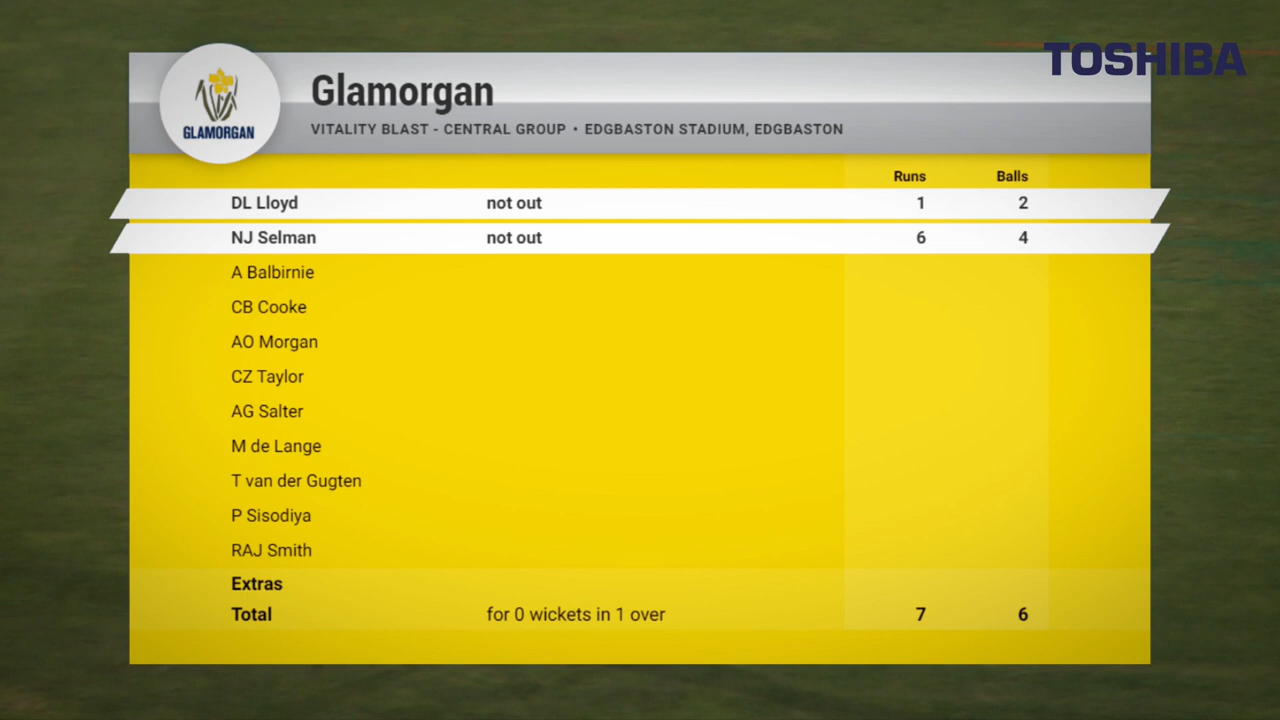 TOSHIBA
Glamorgan
GLAMORGAN
VITALITY BLAST - CENTRAL GROUP • EDGBASTON STADIUM, EDGBASTON
Runs Balls
DL Lloyd not out 1 2
NJ Selman not out 6 4
A Balbirnie
CB Cooke
AO Morgan
CZ Taylor
AG Salter
M de Lange
T van der Gugten
P Sisodiya
RAJ Smith
Extras
Total for 0 wickets in 1 over 7 6